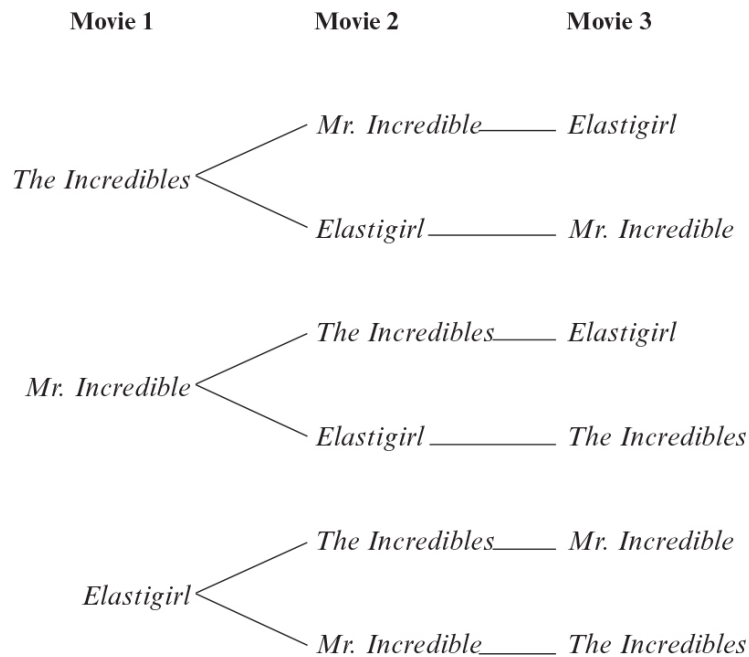 Movie 1 Movie 2 Movie 3
Mr. Incredible Elastigirl
The Incredibles
Elastigirl Mr. Incredible
The Incredibles Elastigirl
Mr. Incredible
Elastigirl The Incredibles
The Incredibles Mr. Incredible
Elastigirl
Mr. Incredible The Incredibles